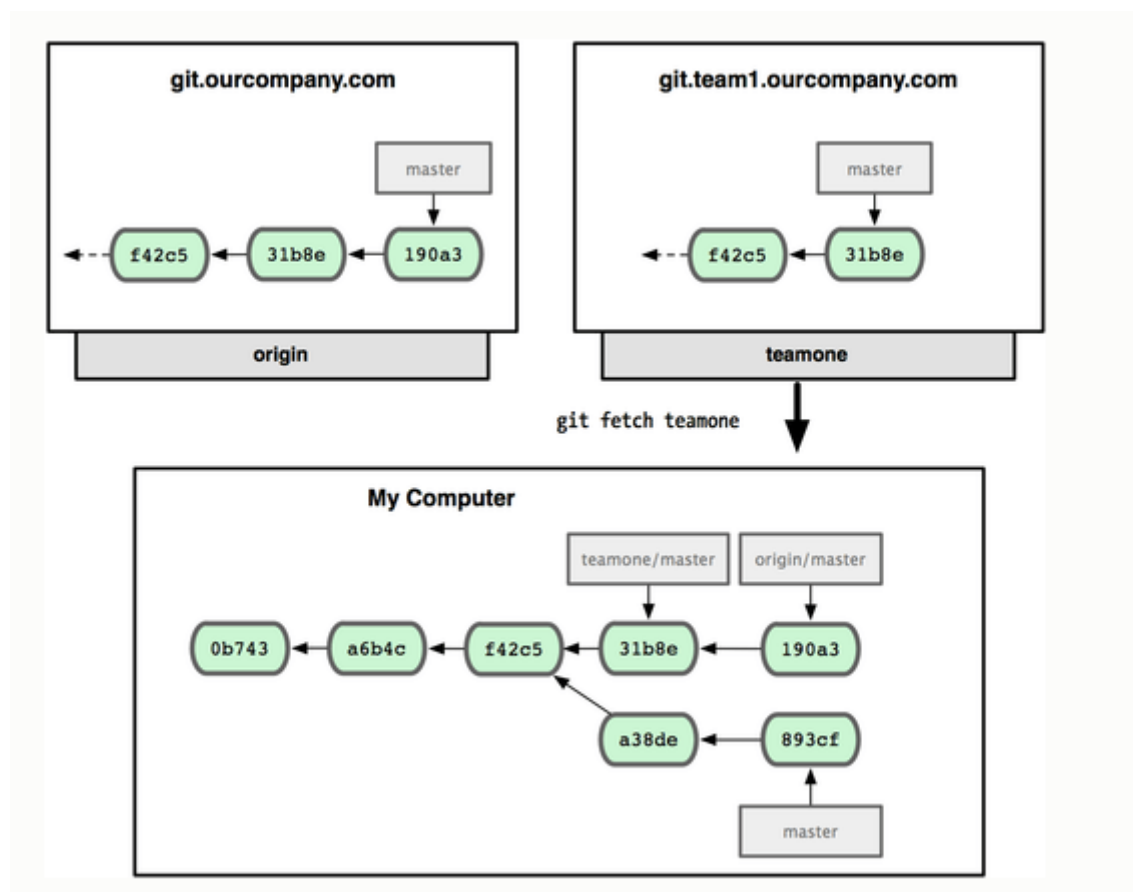 git.ourcompany.com
master
f42c5 31b8e 190a3
origin
git.team1.ourcompany.com
master
f42c5 31b8e
teamone
git fetch teamone
My Computer
teamone/master origin/master
0b743 a6b4c f42c5 31b8e 190a3
a38de 893cf
master